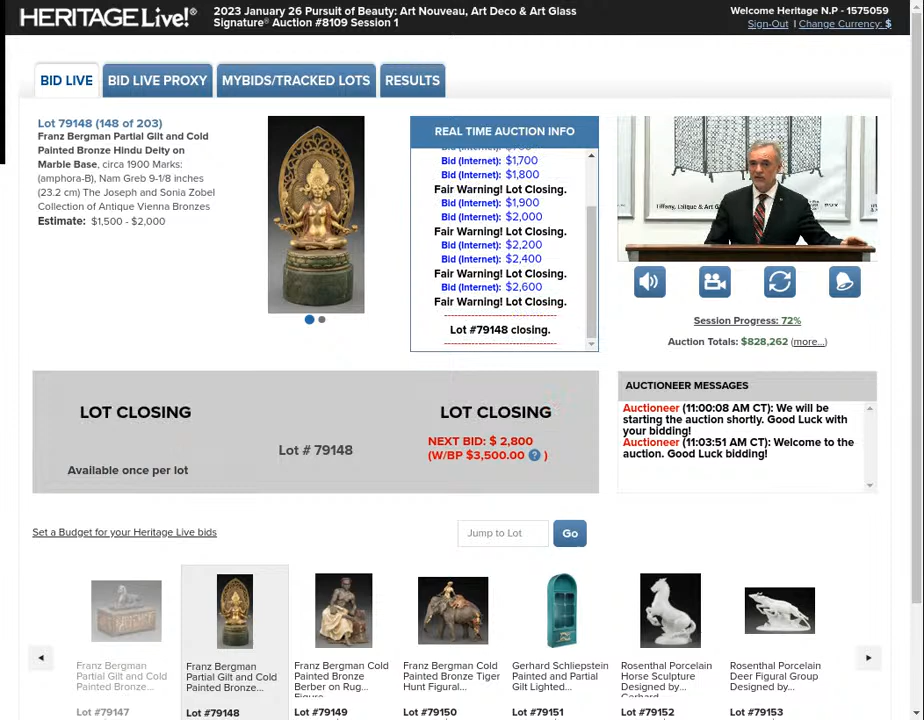 HERITAGE Live!®
2023 January 26 Pursuit of Beauty: Art Nouveau, Art Deco & Art Glass
Signature® Auction #8109 Session 1
Welcome Heritage N.P - 1575059
Sign-Out | Change Currency: $
BID LIVE
BID LIVE PROXY
MYBIDS/TRACKED LOTS
RESULTS
Lot 79148 (148 of 203)
Franz Bergman Partial Gilt and Cold
Painted Bronze Hindu Deity on
Marble Base, circa 1900 Marks:
(amphora-B), Nam Greb 9-1/8 inches
(23.2 cm) The Joseph and Sonia Zobel
Collection of Antique Vienna Bronzes
Estimate: $1,500 - $2,000
REAL TIME AUCTION INFO
Bid (Internet): $1,700
Bid (Internet): $1,800
Fair Warning! Lot Closing.
Bid (Internet): $1,900
Bid (Internet): $2,000
Fair Warning! Lot Closing.
Bid (Internet): $2,200
Bid (Internet): $2,400
Fair Warning! Lot Closing.
Bid (Internet): $2,600
Fair Warning! Lot Closing.
--------------------------------
Lot #79148 closing.
--------------------------------
Tiffany, Lalique & Art G
Session Progress: 72%
Auction Totals: $828,262 (more...)
LOT CLOSING
Available once per lot
Lot # 79148
LOT CLOSING
NEXT BID: $ 2,800
(W/BP $3,500.00 ? )
AUCTIONEER MESSAGES
Auctioneer (11:00:08 AM CT): We will be
starting the auction shortly. Good Luck with
your bidding!
Auctioneer (11:03:51 AM CT): Welcome to the
auction. Good Luck bidding!
Set a Budget for your Heritage Live bids
Jump to Lot
Go
Franz Bergman
Partial Gilt and Cold
Painted Bronze...
Lot #79147
Franz Bergman
Partial Gilt and Cold
Painted Bronze...
Lot #79148
Franz Bergman Cold
Painted Bronze
Berber on Rug...
Figure
Lot #79149
Franz Bergman Cold
Painted Bronze Tiger
Hunt Figural...
Lot #79150
Gerhard Schliepstein
Painted and Partial
Gilt Lighted...
Lot #79151
Rosenthal Porcelain
Horse Sculpture
Designed by...
Gerhard
Lot #79152
Rosenthal Porcelain
Deer Figural Group
Designed by...
Lot #79153